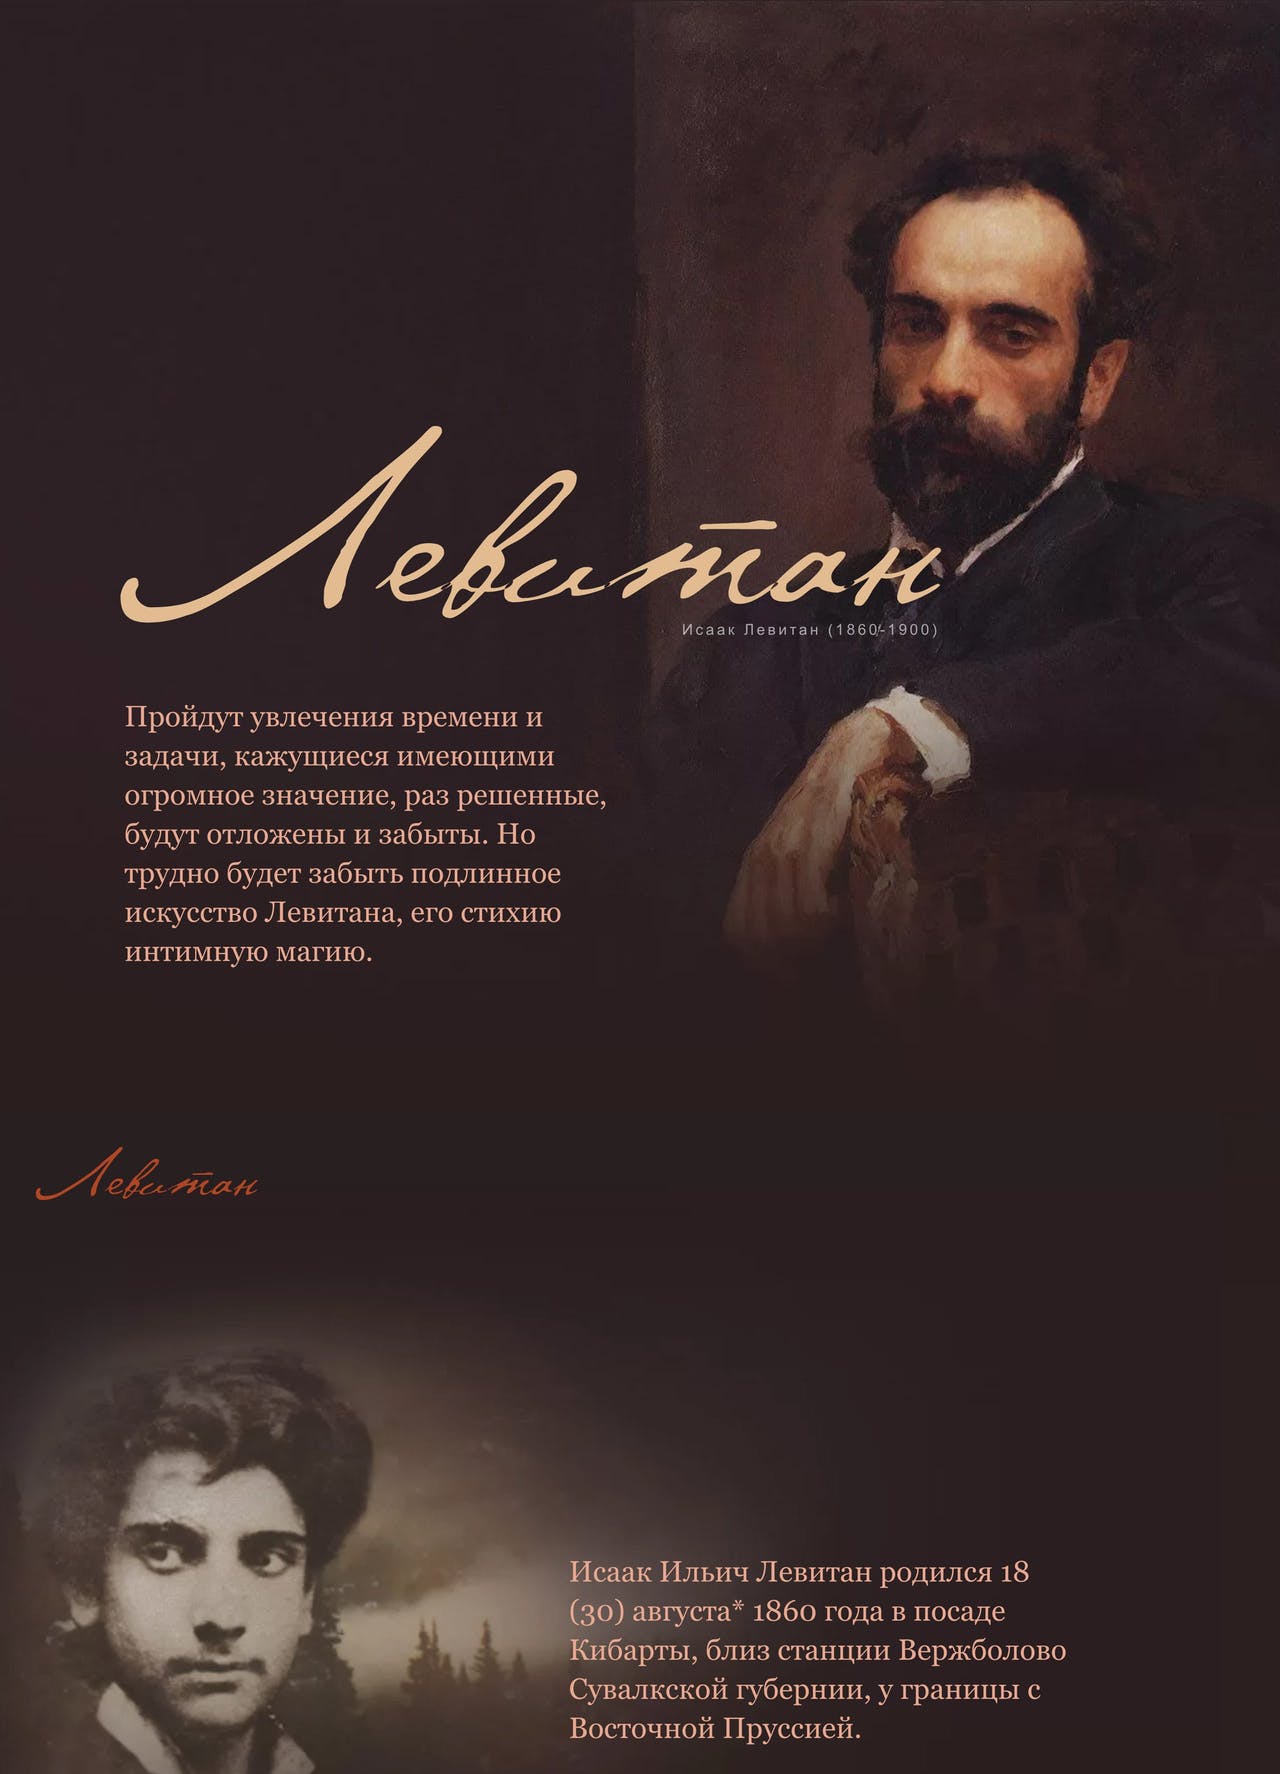 Левитан
Исаак Левитан (1860-1900)
Пройдут увлечения времени и
задачи, кажущиеся имеющими
огромное значение, раз решенные,
будут отложены и забыты. Но
трудно будет забыть подлинное
искусство Левитана, его стихию
интимную магию.
Левитан
Исаак Ильич Левитан родился 18
(30) августа* 1860 года в посаде
Кибарты, близ станции Вержболово
Сувалкской губернии, у границы с
Восточной Пруссией.